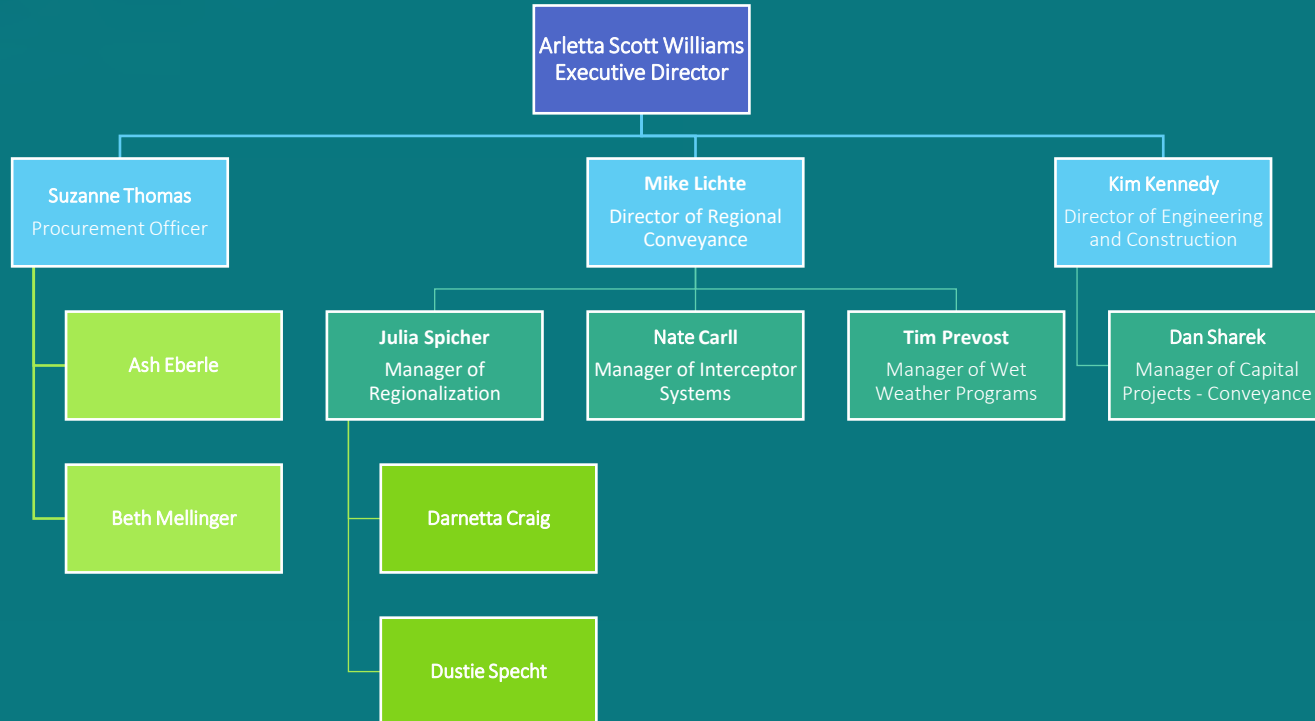 Arletta Scott Williams
Executive Director
Suzanne Thomas
Procurement Officer
Mike Lichte
Director of Regional
Conveyance
Kim Kennedy
Director of Engineering
and Construction
Ash Eberle
Beth Mellinger
Julia Spicher
Manager of
Regionalization
Nate Carll
Manager of Interceptor
Systems
Tim Prevost
Manager of Wet
Weather Programs
Dan Sharek
Manager of Capital
Projects - Conveyance
Darnetta Craig
Dustie Specht